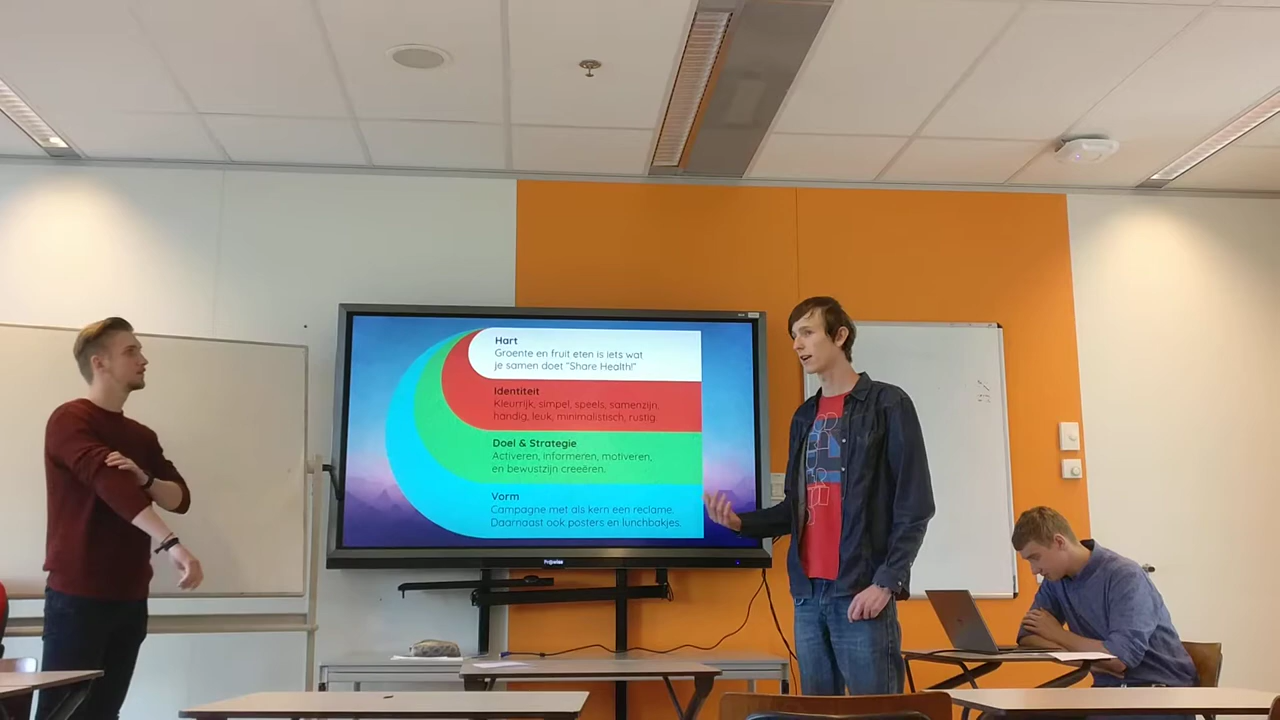 Hart
Groente en fruit eten is iets wat
je samen doet "Share Health!"
Identiteit
Kleurrijk, simpel, speels, samenzijn,
handig, leuk, minimalistisch, rustig.
Doel & Strategie
Activeren, informeren, motiveren,
en bewustzijn creeëren.
Vorm
Campagne met als kern een reclame.
Daarnaast ook posters en lunchbakjes.
Prowise